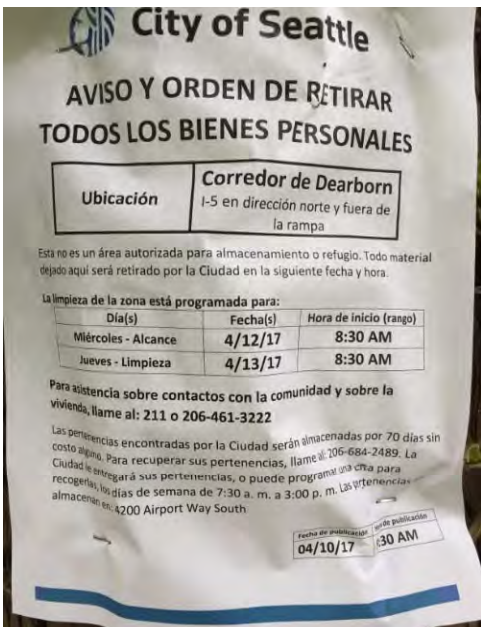 City of Seattle
AVISO Y ORDEN DE RETIRAR
TODOS LOS BIENES PERSONALES
Ubicación
Corredor de Dearborn
I-5 en dirección norte y fuera de
la rampa
Esta no es un área autorizada para almacenamiento o refugio. Todo material
dejado aquí será retirado por la Ciudad en la siguiente fecha y hora.
La limpieza de la zona está programada para:
Día(s) Fecha(s) Hora de inicio (rango)
Miércoles - Alcance 4/12/17 8:30 AM
Jueves - Limpieza 4/13/17 8:30 AM
Para asistencia sobre contactos con la comunidad y sobre la
vivienda, llame al: 211 o 206-461-3222
Las pertenencias encontradas por la Ciudad serán almacenadas por 70 días sin
costo alguno. Para recuperar sus pertenencias, llame al: 206-684-2489. La
Ciudad le entregará sus pertenencias, o puede programar una cita para
recogerlas, los días de semana de 7:30 a. m. a 3:00 p. m. Las pertenencias
almacenan en: 4200 Airport Way South
Fecha de publicación de publicación
04/10/17 :30 AM